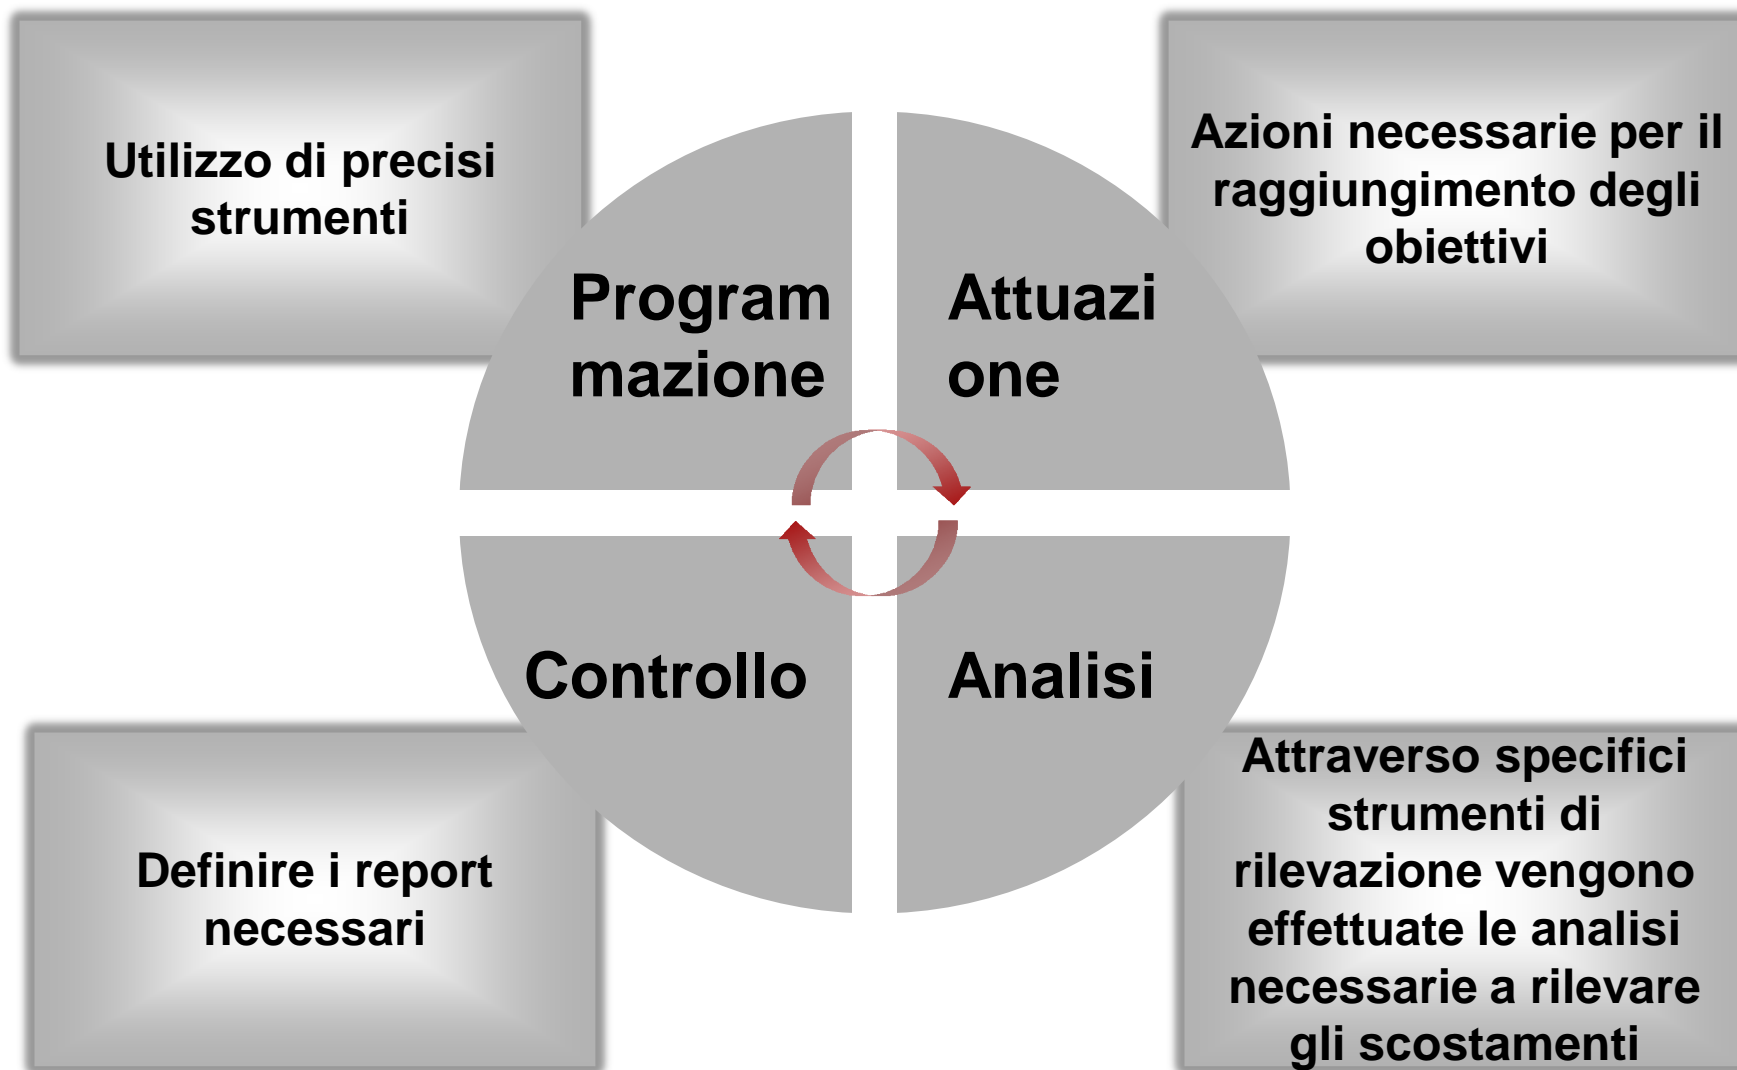 Utilizzo di precisi
strumenti
Azioni necessarie per il
raggiungimento degli
obiettivi
Program
mazione
Attuazi
one
Controllo
Analisi
Definire i report
necessari
Attraverso specifici
strumenti di
rilevazione vengono
effettuate le analisi
necessarie a rilevare
gli scostamenti